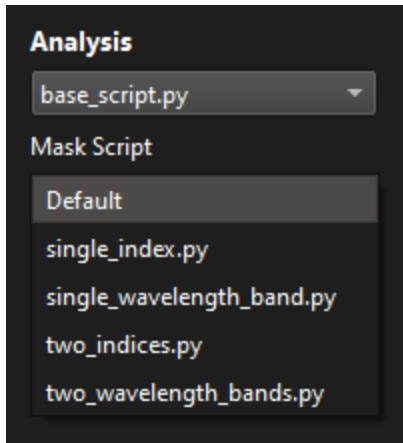 Analysis
base_script.py
Mask Script
Default
single_index.py
single_wavelength_band.py
two_indices.py
two_wavelength_bands.py